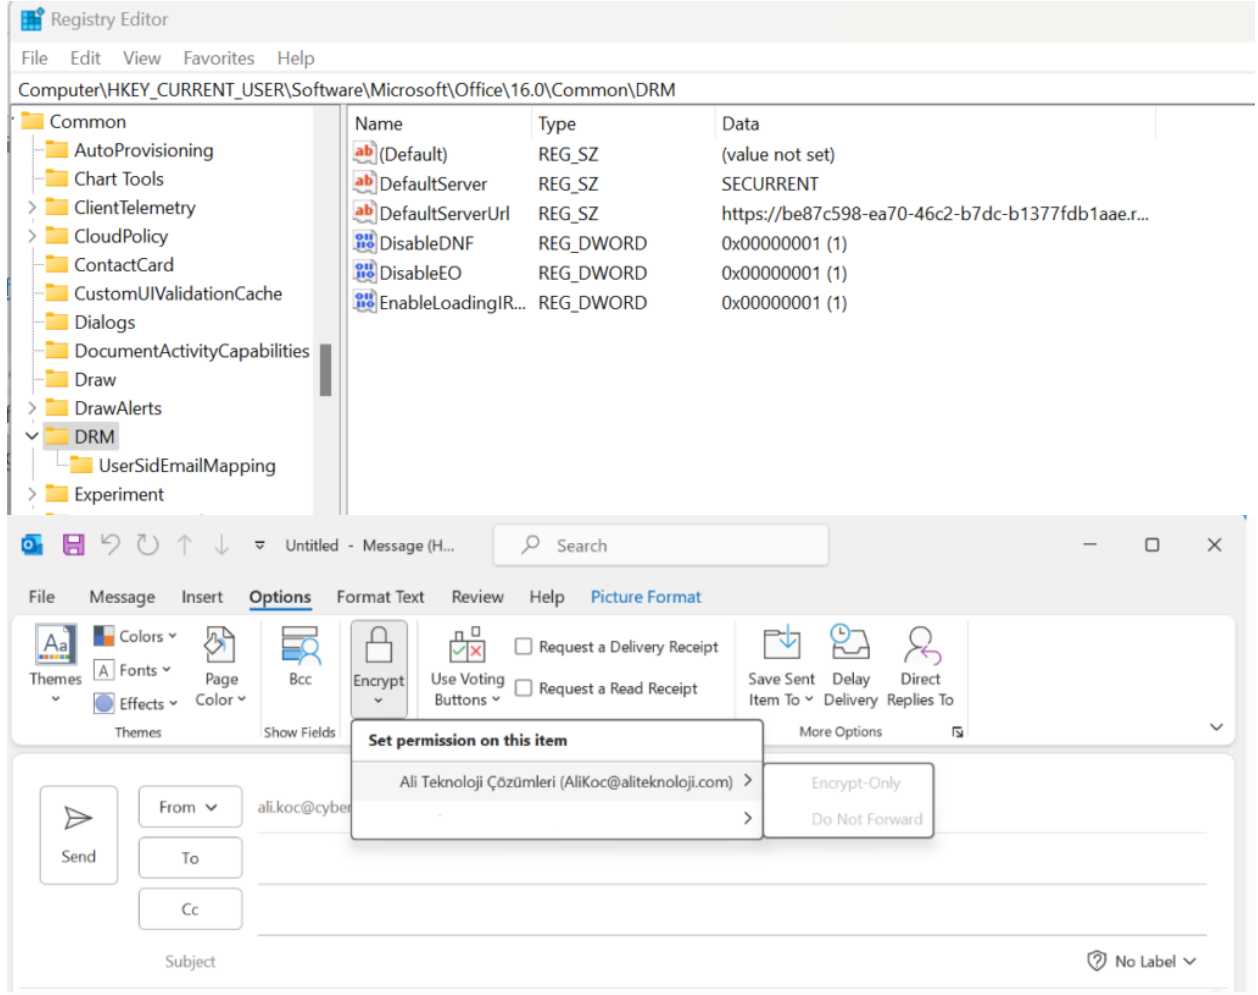 Registry Editor
File Edit View Favorites Help
Computer\HKEY_CURRENT_USER\Software\Microsoft\Office\16.0\Common\DRM
Common
AutoProvisioning
Chart Tools
ClientTelemetry
CloudPolicy
ContactCard
CustomUIValidationCache
Dialogs
DocumentActivityCapabilities
Draw
DrawAlerts
DRM
UserSidEmailMapping
Experiment
Name Type Data
(Default) REG_SZ (value not set)
DefaultServer REG_SZ SECURRENT
DefaultServerUrl REG_SZ https://be87c598-ea70-46c2-b7dc-b1377fdb1aae.r...
DisableDNF REG_DWORD 0x00000001 (1)
DisableEO REG_DWORD 0x00000001 (1)
EnableLoadingIR... REG_DWORD 0x00000001 (1)
Untitled - Message (H... Search
File Message Insert Options Format Text Review Help Picture Format
Themes
Colors
Fonts
Effects
Page Color
Themes
Bcc
Show Fields
Encrypt
Use Voting Buttons
Request a Delivery Receipt
Request a Read Receipt
Save Sent Item To
Delay Delivery
Direct Replies To
More Options
Set permission on this item
Ali Teknoloji Çözümleri (AliKoc@aliteknoloji.com)
Encrypt-Only
Do Not Forward
Send
From ali.koc@cyber
To
Cc
Subject
No Label